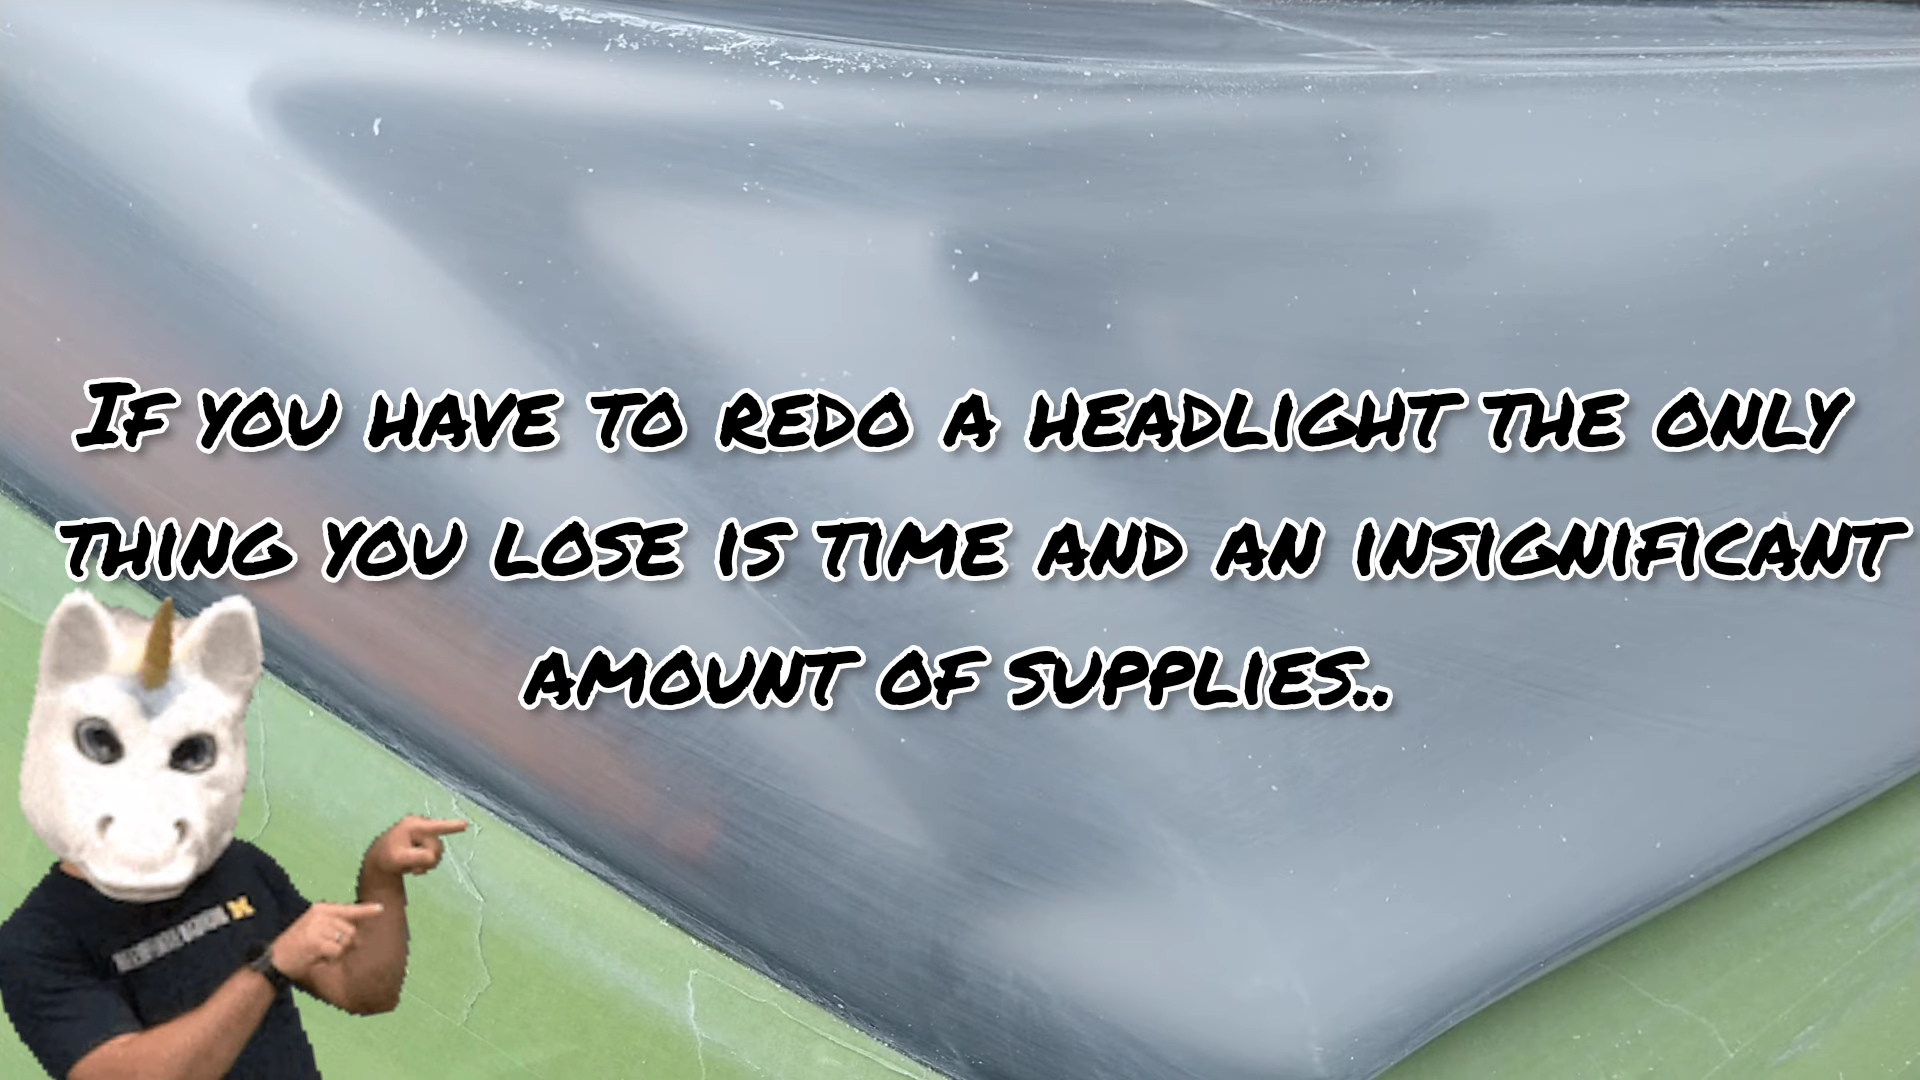 If you have to redo a headlight the only
thing you lose is time and an insignificant
amount of supplies..